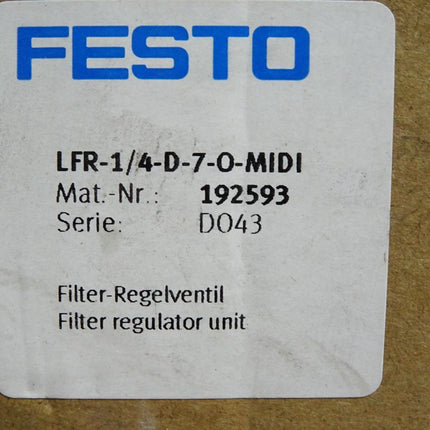 FESTO
LFR-1/4-D-7-O-MIDI
Mat.-Nr.: 192593
Serie: DO43
Filter-Regelventil
Filter regulator unit